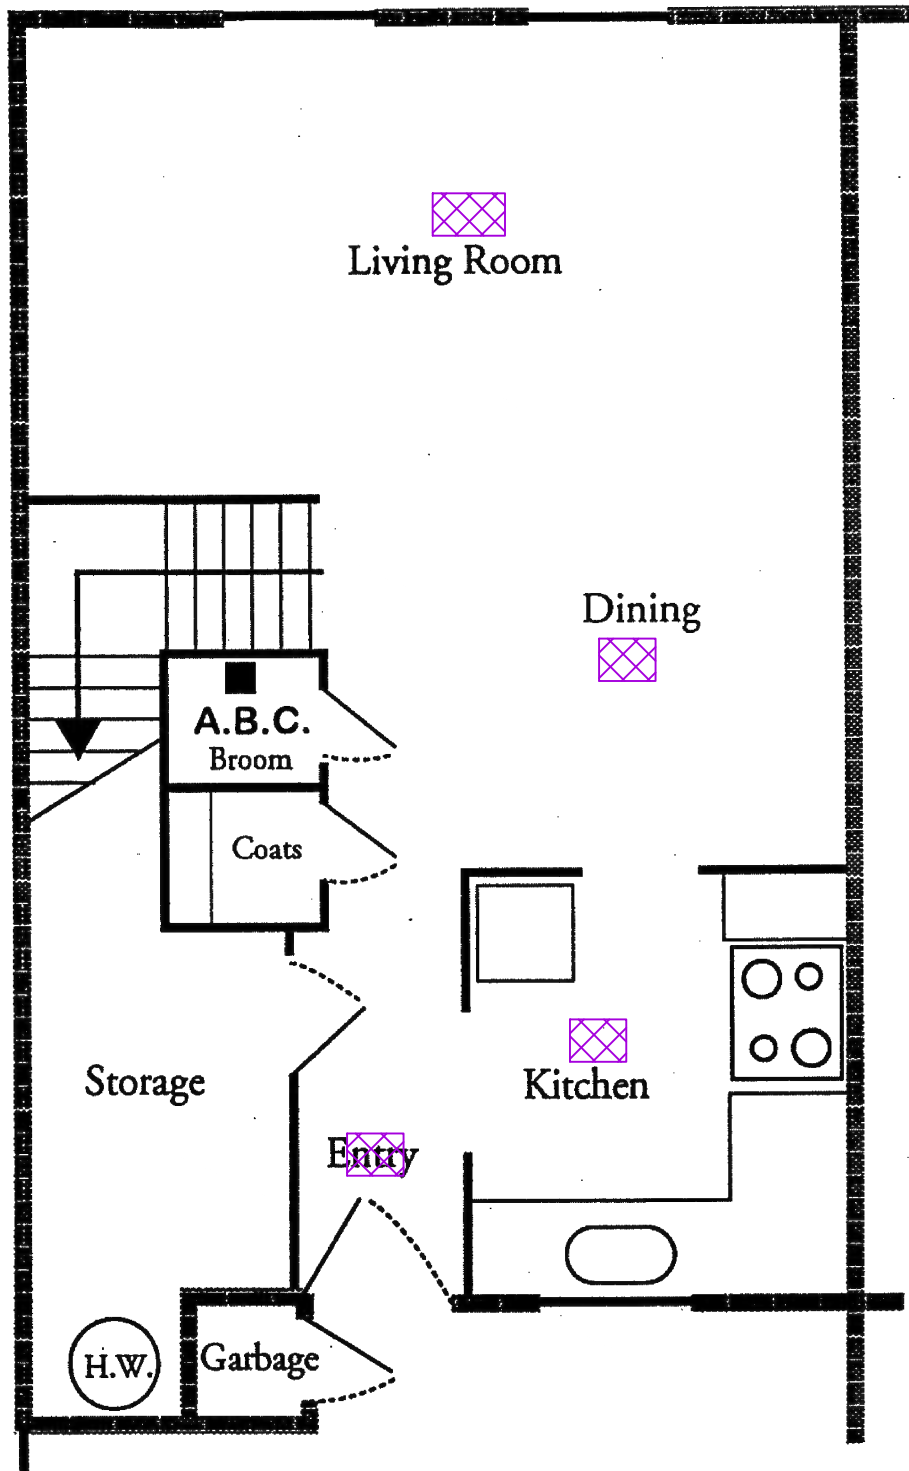 Living Room
Dining
A.B.C.
Broom
Coats
Storage
Kitchen
Entry
H.W.
Garbage